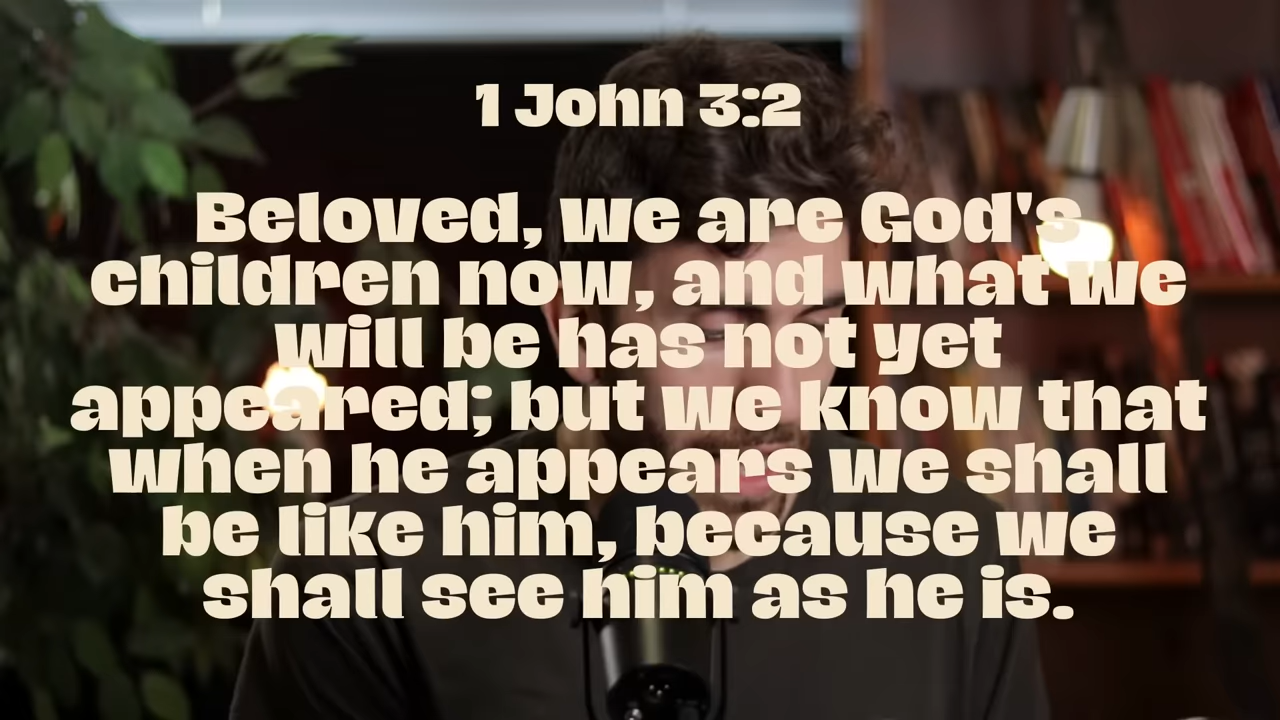 1 John 3:2
Beloved, we are God's
children now, and what we
will be has not yet
appeared; but we know that
when he appears we shall
be like him, because we
shall see him as he is.